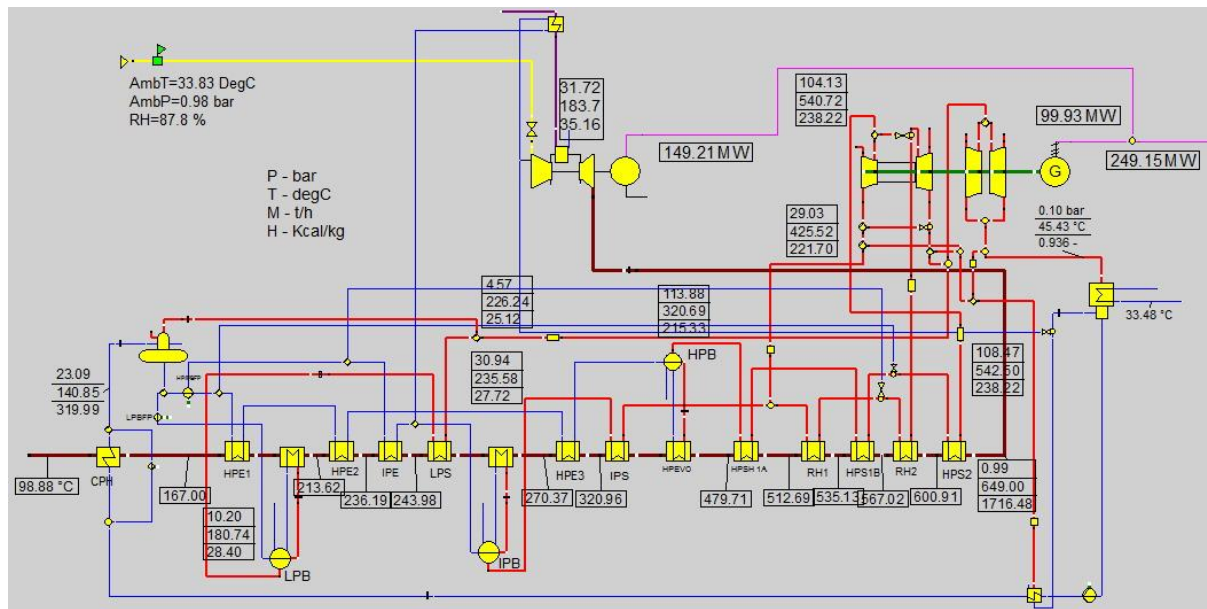 AmbT=33.83 DegC
AmbP=0.98 bar
RH=87.8 %
P - bar
T - degC
M - t/h
H - Kcal/kg
31.72
183.7
35.16
149.21 MW
104.13
540.72
238.22
99.93 MW
G
249.15 MW
29.03
425.52
221.70
0.10 bar
45.43 °C
0.936 -
33.48 °C
4.57
226.24
25.12
113.88
320.69
215.33
HPB
30.94
235.58
27.72
108.47
542.50
238.22
23.09
140.85
319.99
LPBFP
98.88 °C
CPH
167.00
HPE1
213.62
HPE2
236.19
IPE
243.98
LPS
270.37
HPE3
320.96
IPS
HPEVO
479.71
HPSH 1A
512.69
RH1
535.13
HPS1B
567.02
RH2
600.91
HPS2
0.99
649.00
1716.48
10.20
180.74
28.40
LPB
IPB